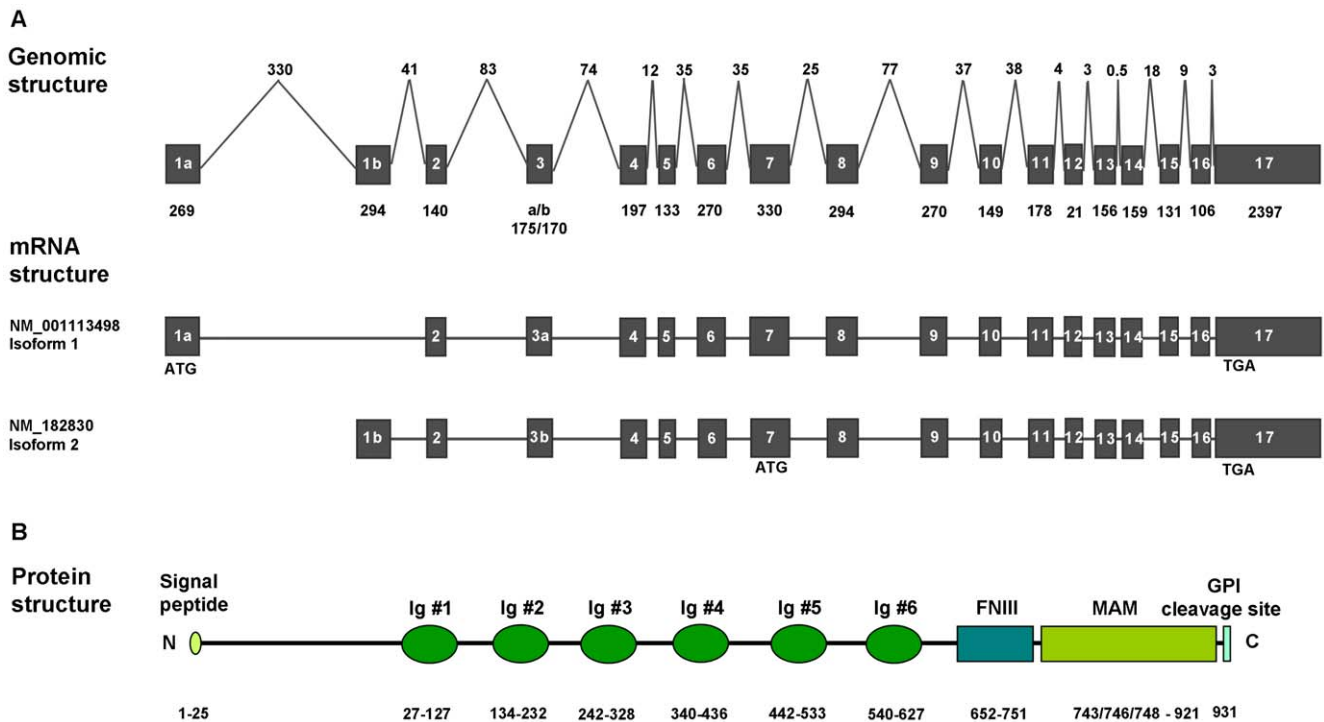 A
Genomic
structure
330 41 83 74 12 35 35 25 77 37 38 4 3 0.5 18 9 3
1a 1b 2 3 4 5 6 7 8 9 10 11 12 13 14 15 16 17
269 294 140 a/b 197 133 270 330 294 270 149 178 21 156 159 131 106 2397
175/170
mRNA
structure
NM_001113498
Isoform 1
1a 2 3a 4 5 6 7 8 9 10 11 12 13 14 15 16 17
ATG TGA
NM_182830
Isoform 2
1b 2 3b 4 5 6 7 8 9 10 11 12 13 14 15 16 17
ATG TGA
B
Protein
structure
Signal
peptide
Ig #1 Ig #2 Ig #3 Ig #4 Ig #5 Ig #6 FNIII MAM
GPI
cleavage site
N C
1-25 27-127 134-232 242-328 340-436 442-533 540-627 652-751 743/746/748 - 921 931